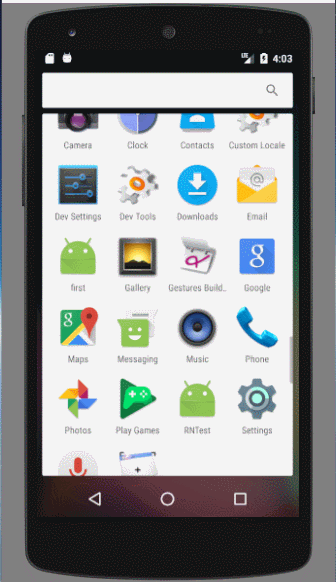 LTE 4:03
Camera Clock Contacts Custom Locale
Dev Settings Dev Tools Downloads Email
first Gallery Gestures Build.. Google
Maps Messaging Music Phone
Photos Play Games RNTest Settings